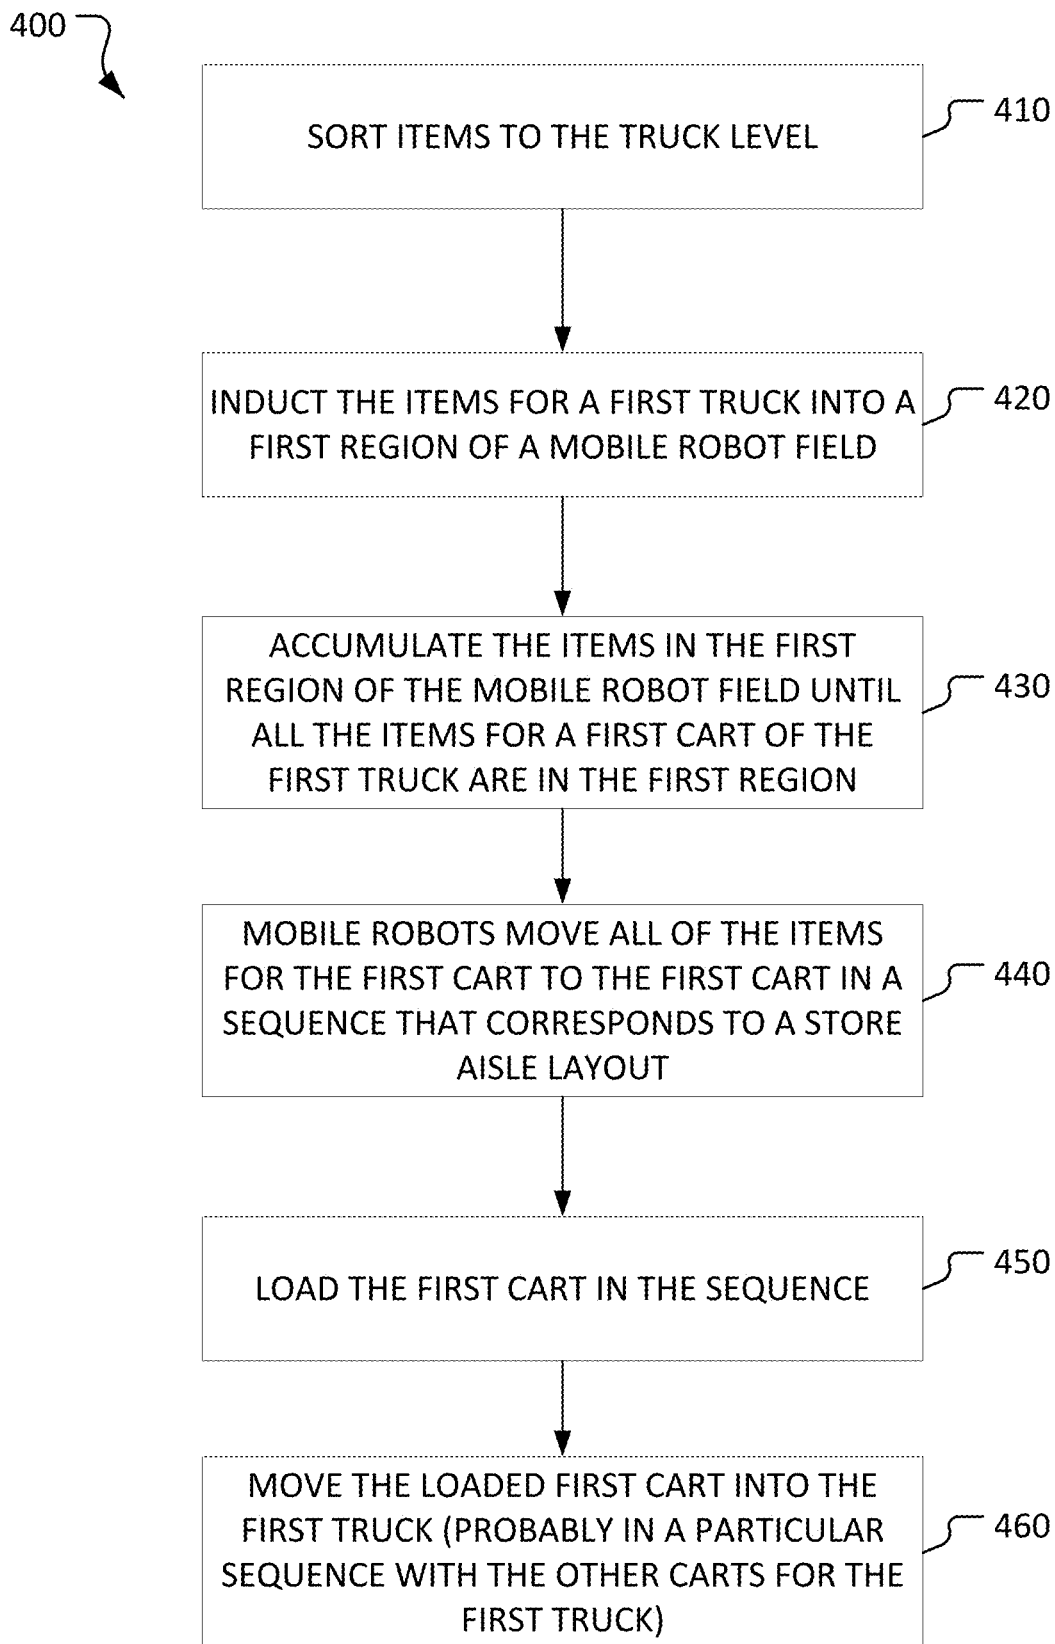 400
SORT ITEMS TO THE TRUCK LEVEL
410
INDUCT THE ITEMS FOR A FIRST TRUCK INTO A
FIRST REGION OF A MOBILE ROBOT FIELD
420
ACCUMULATE THE ITEMS IN THE FIRST
REGION OF THE MOBILE ROBOT FIELD UNTIL
ALL THE ITEMS FOR A FIRST CART OF THE
FIRST TRUCK ARE IN THE FIRST REGION
430
MOBILE ROBOTS MOVE ALL OF THE ITEMS
FOR THE FIRST CART TO THE FIRST CART IN A
SEQUENCE THAT CORRESPONDS TO A STORE
AISLE LAYOUT
440
LOAD THE FIRST CART IN THE SEQUENCE
450
MOVE THE LOADED FIRST CART INTO THE
FIRST TRUCK (PROBABLY IN A PARTICULAR
SEQUENCE WITH THE OTHER CARTS FOR THE
FIRST TRUCK)
460